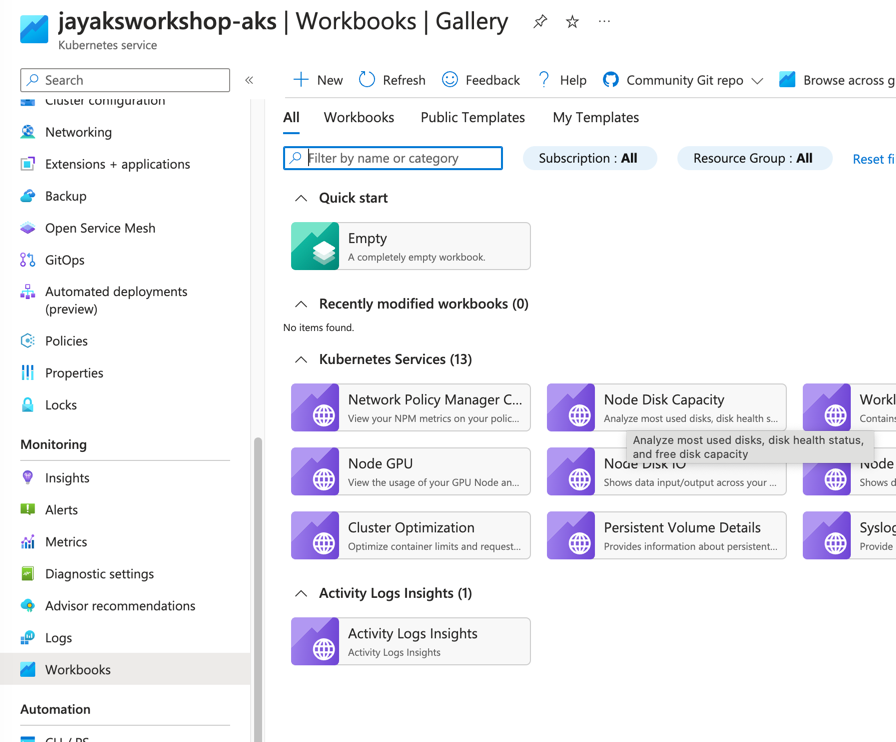 jayaksworkshop-aks | Workbooks | Gallery
Kubernetes service
Search
«
New
Refresh
Feedback
? Help
Community Git repo
Browse across g
Cluster configuration
Networking
Extensions + applications
Backup
Open Service Mesh
GitOps
Automated deployments
(preview)
Policies
Properties
Locks
Monitoring
Insights
Alerts
Metrics
Diagnostic settings
Advisor recommendations
Logs
Workbooks
Automation
CLI / PS
All
Workbooks
Public Templates
My Templates
Filter by name or category
Subscription : All
Resource Group : All
Reset fi
Quick start
Empty
A completely empty workbook.
Recently modified workbooks (0)
No items found.
Kubernetes Services (13)
Network Policy Manager C...
View your NPM metrics on your polic...
Node Disk Capacity
Analyze most used disks, disk health s...
Workl
Contains
Analyze most used disks, disk health status,
and free disk capacity
Node GPU
View the usage of your GPU Node an...
Node Disk IO
Shows data input/output across your ...
Node
Shows d
Cluster Optimization
Optimize container limits and request...
Persistent Volume Details
Provides information about persistent...
Syslog
Provide
Activity Logs Insights (1)
Activity Logs Insights
Activity Logs Insights